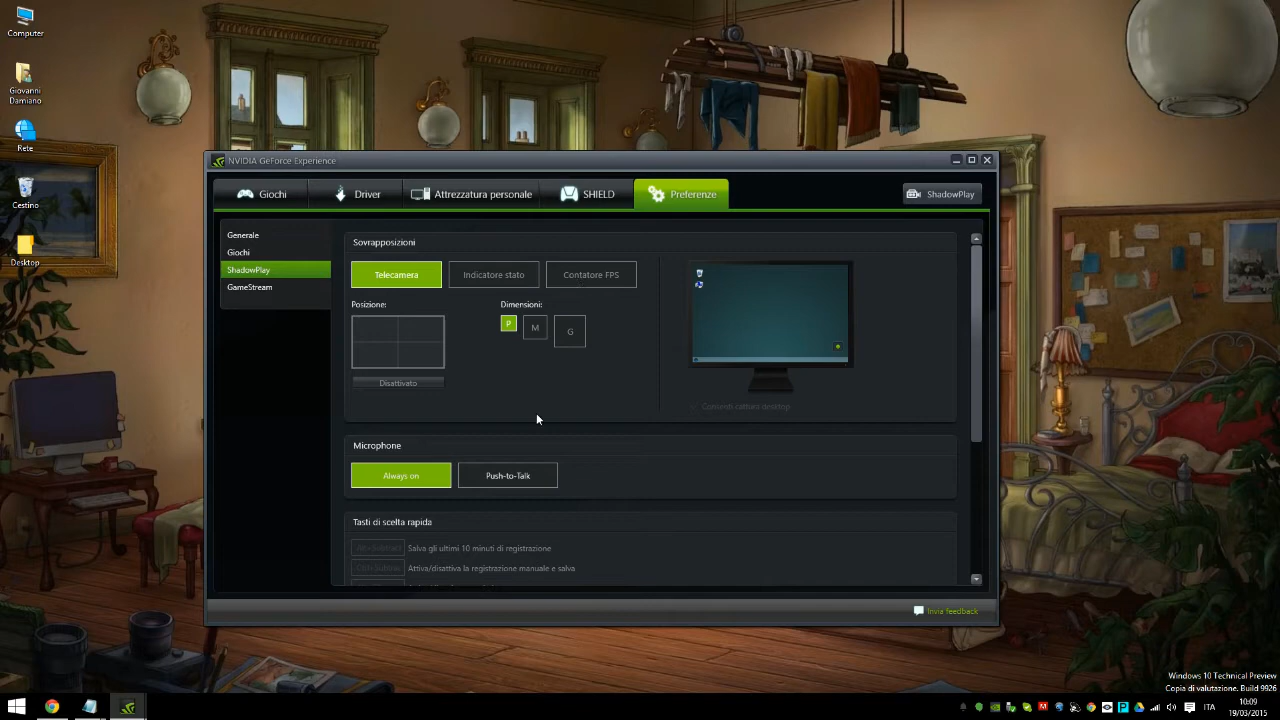 Computer
Giovanni
Damiano
Rete
Cestino
Desktop
NVIDIA GeForce Experience
Giochi
Driver
Attrezzatura personale
SHIELD
Preferenze
ShadowPlay
Generale
Giochi
ShadowPlay
GameStream
Sovrapposizioni
Telecamera
Indicatore stato
Contatore FPS
Posizione:
Dimensioni:
P
M
G
Disattivato
Consenti cattura desktop
Microphone
Always on
Push-to-Talk
Tasti di scelta rapida
Alt+Subtract Salva gli ultimi 10 minuti di registrazione
Attiva/disattiva la registrazione manuale e salva
Invia feedback
Windows 10 Technical Preview
Copia di valutazione. Build 9926
ITA
10:09
19/03/2015